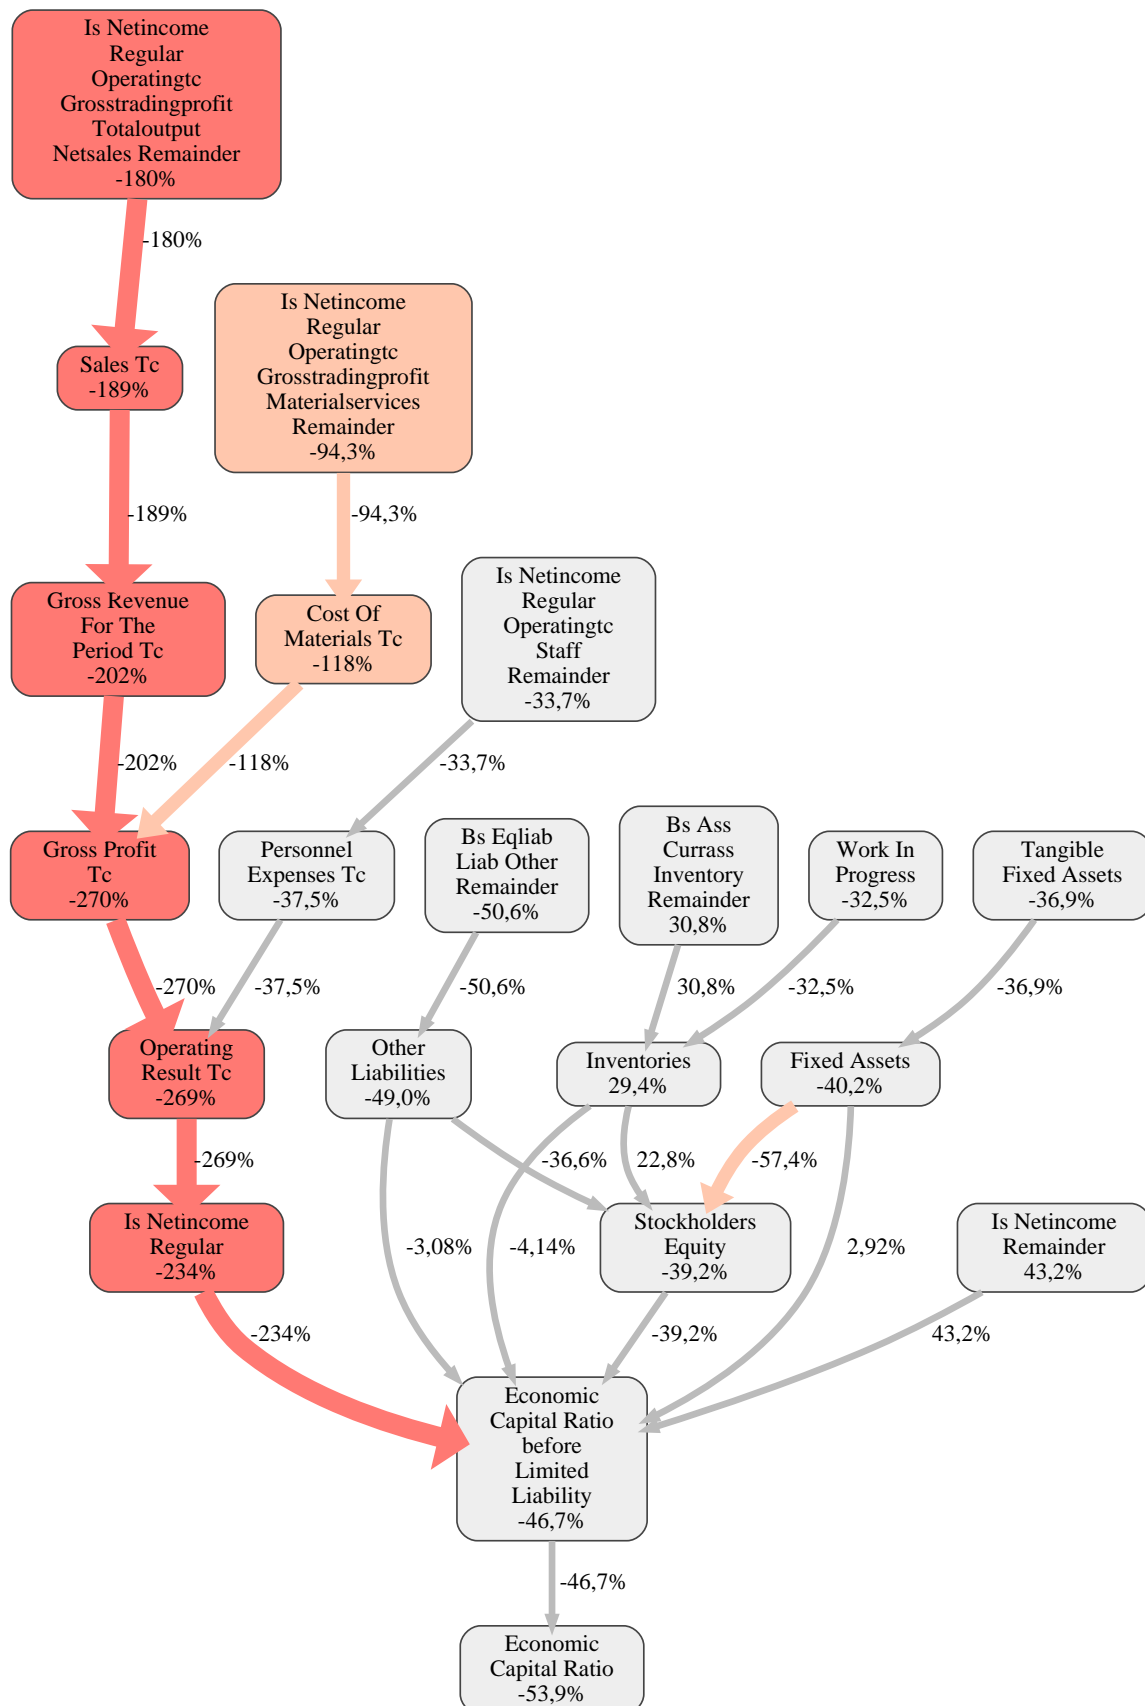 Is Netincome
Regular
Operatingtc
Grosstradingprofit
Totaloutput
Netsales Remainder
-180%
-180%
Sales Tc
-189%
Is Netincome
Regular
Operatingtc
Grosstradingprofit
Materialservices
Remainder
-94,3%
-189%
-94,3%
Gross Revenue
For The
Period Tc
-202%
Cost Of
Materials Tc
-118%
Is Netincome
Regular
Operatingtc
Staff
Remainder
-33,7%
-202%
-118%
-33,7%
Gross Profit
Tc
-270%
Personnel
Expenses Tc
-37,5%
Bs Eqliab
Liab Other
Remainder
-50,6%
Bs Ass
Currass
Inventory
Remainder
30,8%
Work In
Progress
-32,5%
Tangible
Fixed Assets
-36,9%
-270%
-37,5%
-50,6%
30,8%
-32,5%
-36,9%
Operating
Result Tc
-269%
Other
Liabilities
-49,0%
Inventories
29,4%
Fixed Assets
-40,2%
-269%
-36,6%
22,8%
-57,4%
Is Netincome
Regular
-234%
-3,08%
-4,14%
Stockholders
Equity
-39,2%
2,92%
Is Netincome
Remainder
43,2%
-234%
-39,2%
43,2%
Economic
Capital Ratio
before
Limited
Liability
-46,7%
-46,7%
Economic
Capital Ratio
-53,9%